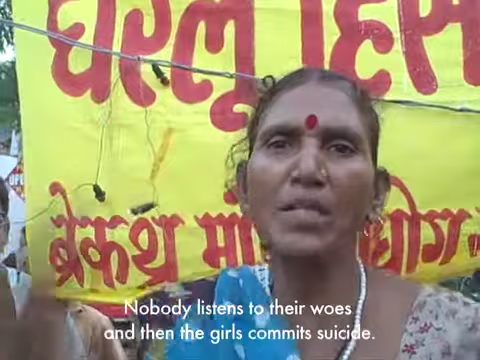 घरेलू हिंस
ब्रेकथ्र
Nobody listens to their woes
and then the girls commits suicide.